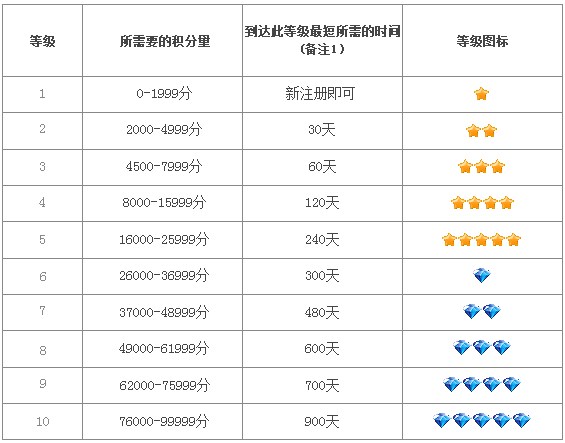 等级 所需要的积分量 到达此等级最短所需的时间 等级图标
(备注1)
1 0-1999分 新注册即可
2 2000-4999分 30天
3 4500-7999分 60天
4 8000-15999分 120天
5 16000-25999分 240天
6 26000-36999分 300天
7 37000-48999分 480天
8 49000-61999分 600天
9 62000-75999分 700天
10 76000-99999分 900天